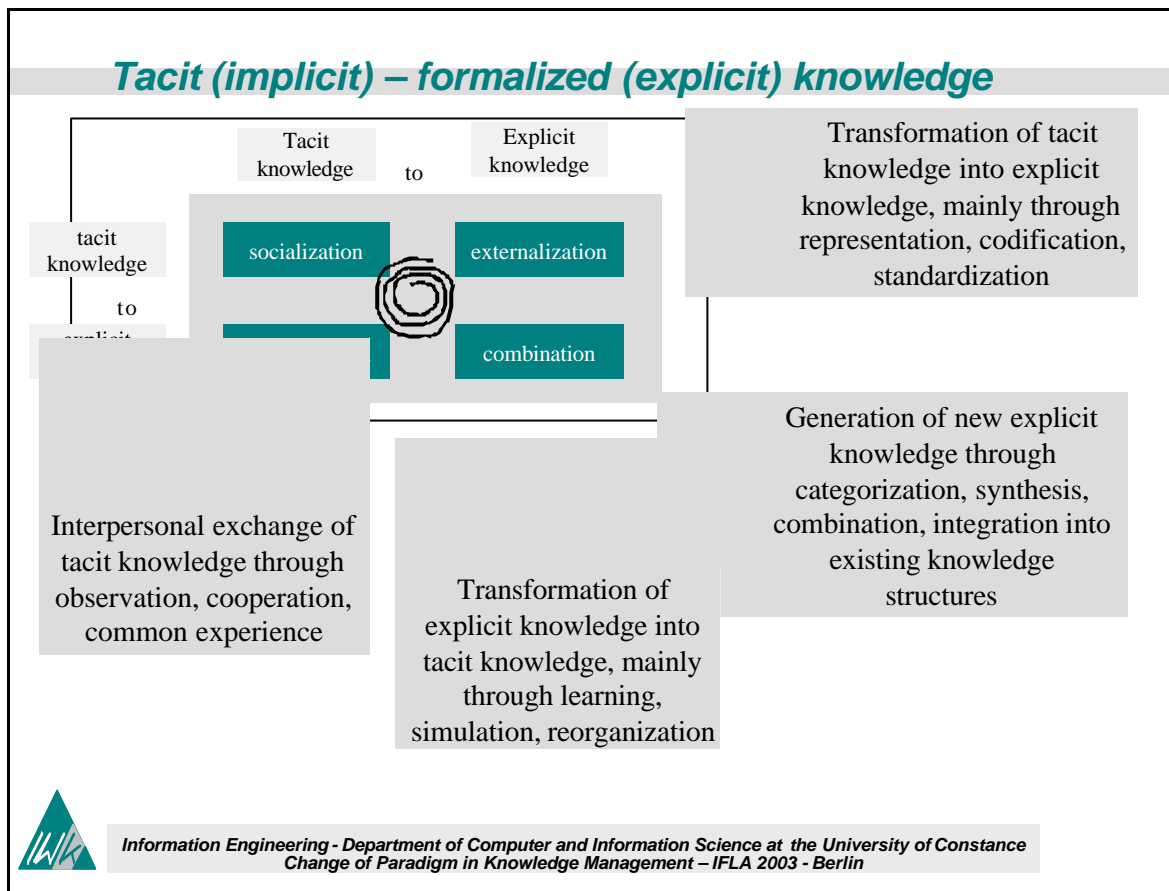 Tacit (implicit) – formalized (explicit) knowledge
Tacit
knowledge
to
Explicit
knowledge
tacit
knowledge
to
socialization
externalization
combination
Transformation of tacit
knowledge into explicit
knowledge, mainly through
representation, codification,
standardization
Generation of new explicit
knowledge through
categorization, synthesis,
combination, integration into
existing knowledge
structures
Interpersonal exchange of
tacit knowledge through
observation, cooperation,
common experience
Transformation of
explicit knowledge into
tacit knowledge, mainly
through learning,
simulation, reorganization
IWK
Information Engineering - Department of Computer and Information Science at the University of Constance
Change of Paradigm in Knowledge Management – IFLA 2003 - Berlin